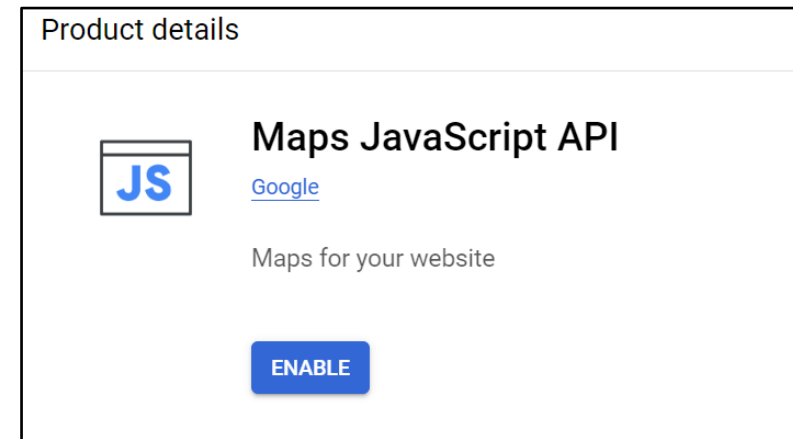 Product details
Maps JavaScript API
JS
Google
Maps for your website
ENABLE